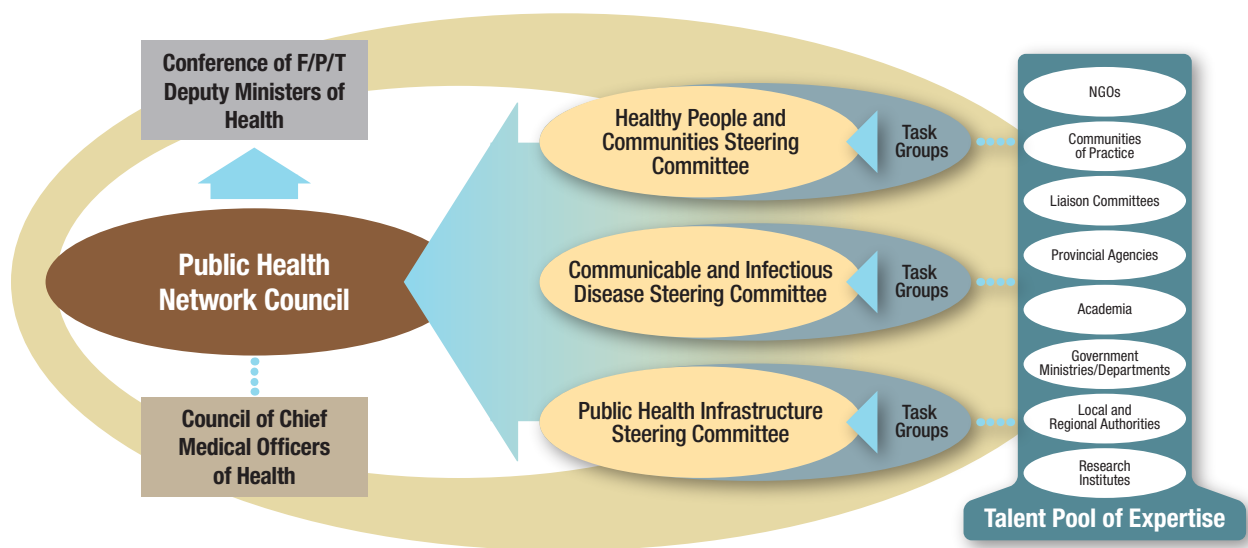 Conference of F/P/T
Deputy Ministers of
Health
Public Health
Network Council
Council of Chief
Medical Officers
of Health
Healthy People and
Communities Steering
Committee
Task
Groups
Communicable and Infectious
Disease Steering Committee
Task
Groups
Public Health Infrastructure
Steering Committee
Task
Groups
NGOs
Communities
of Practice
Liaison Committees
Provincial Agencies
Academia
Government
Ministries/Departments
Local and
Regional Authorities
Research
Institutes
Talent Pool of Expertise